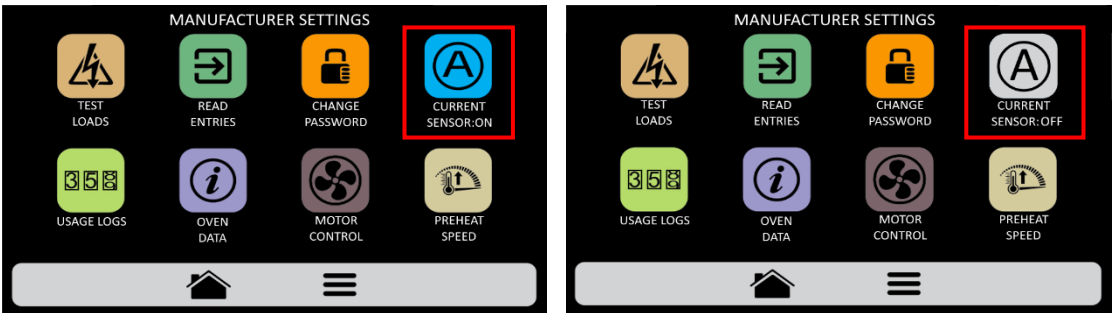 MANUFACTURER SETTINGS
TEST
LOADS
READ
ENTRIES
CHANGE
PASSWORD
A
CURRENT
SENSOR:ON
358
USAGE LOGS
i
OVEN
DATA
MOTOR
CONTROL
PREHEAT
SPEED
MANUFACTURER SETTINGS
TEST
LOADS
READ
ENTRIES
CHANGE
PASSWORD
A
CURRENT
SENSOR:OFF
358
USAGE LOGS
i
OVEN
DATA
MOTOR
CONTROL
PREHEAT
SPEED